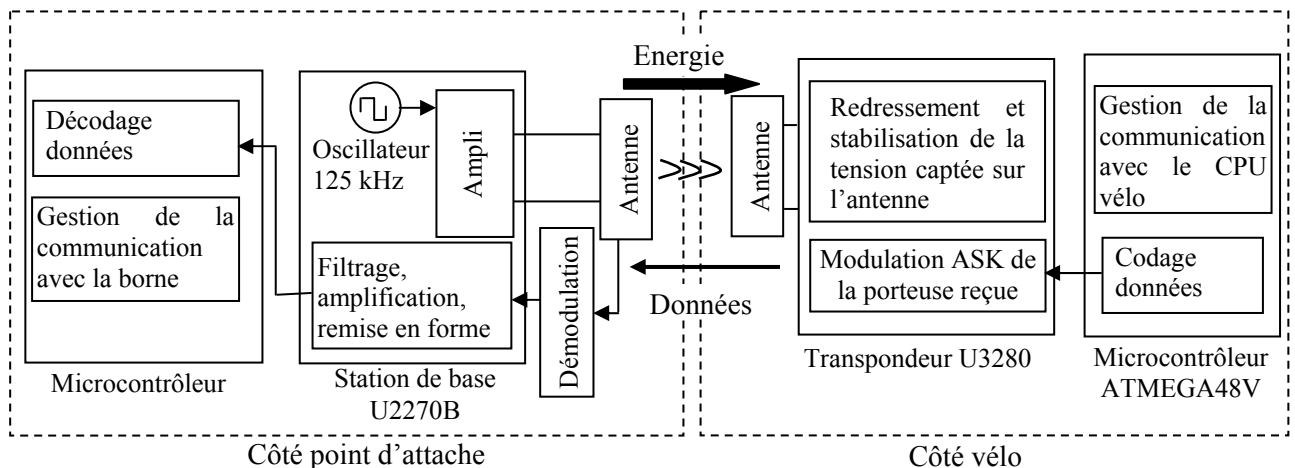 Energie
Décodage
données
Gestion de la
communication
avec la borne
Microcontrôleur
Oscillateur
125 kHz
Ampli
Filtrage,
amplification,
remise en forme
Station de base
U2270B
Antenne
Démodulation
Données
Antenne
Redressement et
stabilisation de la
tension captée sur
l’antenne
Modulation ASK de
la porteuse reçue
Transpondeur U3280
Gestion de la
communication
avec le CPU
vélo
Codage
données
Microcontrôleur
ATMEGA48V
Côté point d’attache
Côté vélo